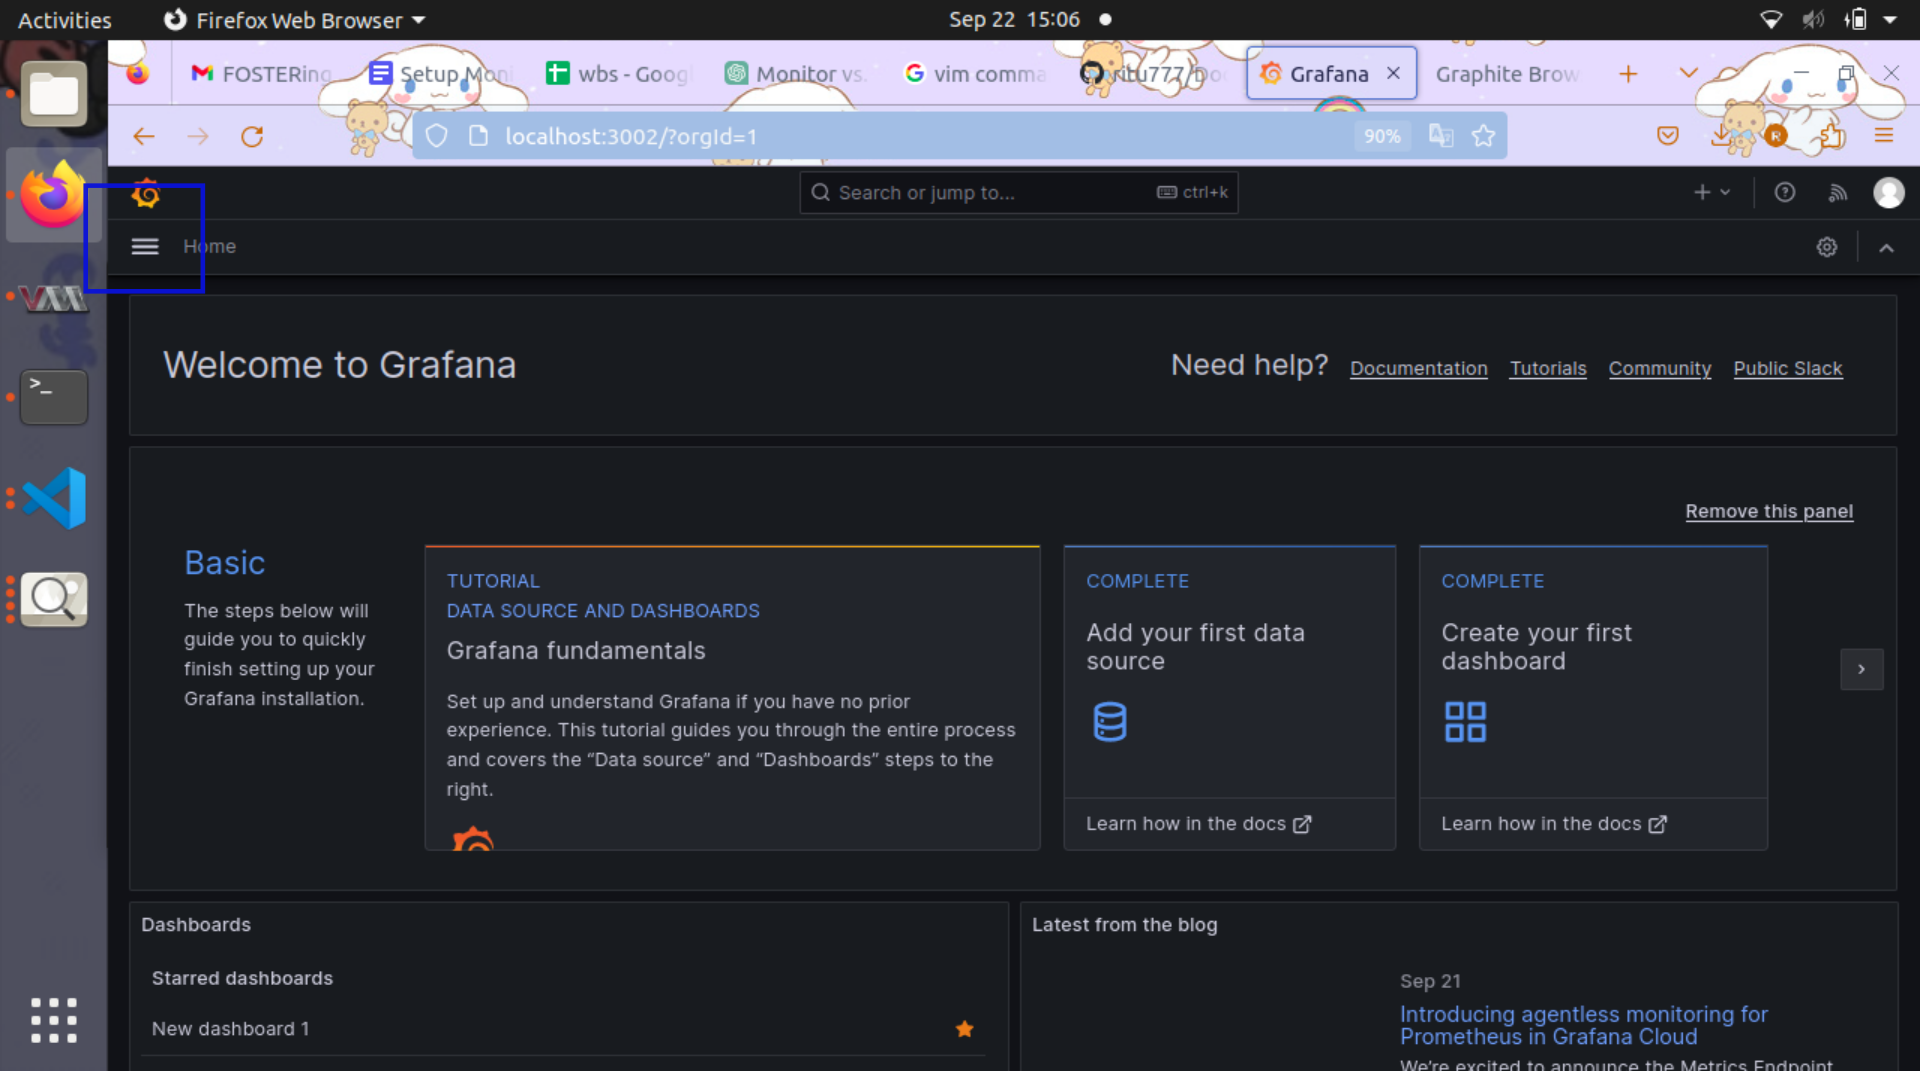 Activities
Firefox Web Browser
Sep 22 15:06
FOSTERing
Setup Moni
wbs - Goog
Monitor vs.
vim comma
ritu777/Do
Grafana
Graphite Brow
localhost:3002/?orgId=1
90%
R
Search or jump to...
ctrl+k
Home
Welcome to Grafana
Need help?
Documentation
Tutorials
Community
Public Slack
Remove this panel
Basic
The steps below will
guide you to quickly
finish setting up your
Grafana installation.
TUTORIAL
DATA SOURCE AND DASHBOARDS
Grafana fundamentals
Set up and understand Grafana if you have no prior
experience. This tutorial guides you through the entire process
and covers the “Data source” and “Dashboards” steps to the
right.
COMPLETE
Add your first data
source
Learn how in the docs
COMPLETE
Create your first
dashboard
Learn how in the docs
Dashboards
Starred dashboards
New dashboard 1
Latest from the blog
Sep 21
Introducing agentless monitoring for
Prometheus in Grafana Cloud
We're excited to announce the Metrics Endpoint